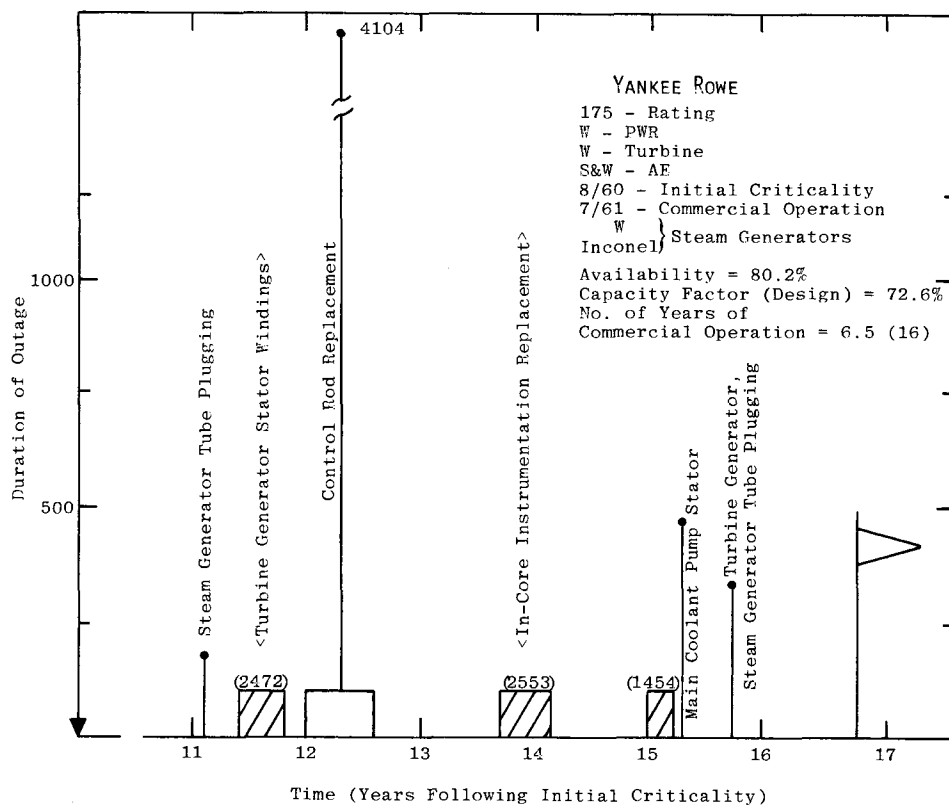 4104
YANKEE ROWE
175 - Rating
W - PWR
W - Turbine
S&W - AE
8/60 - Initial Criticality
7/61 - Commercial Operation
W
Inconel} Steam Generators
Availability = 80.2%
Capacity Factor (Design) = 72.6%
No. of Years of
Commercial Operation = 6.5 (16)
Duration of Outage
1000
500
Steam Generator Tube Plugging
<Turbine Generator Stator Windings>
Control Rod Replacement
<In-Core Instrumentation Replacement>
Main Coolant Pump Stator
Turbine Generator,
Steam Generator Tube Plugging
(2472)
(2553)
(1454)
11
12
13
14
15
16
17
Time (Years Following Initial Criticality)